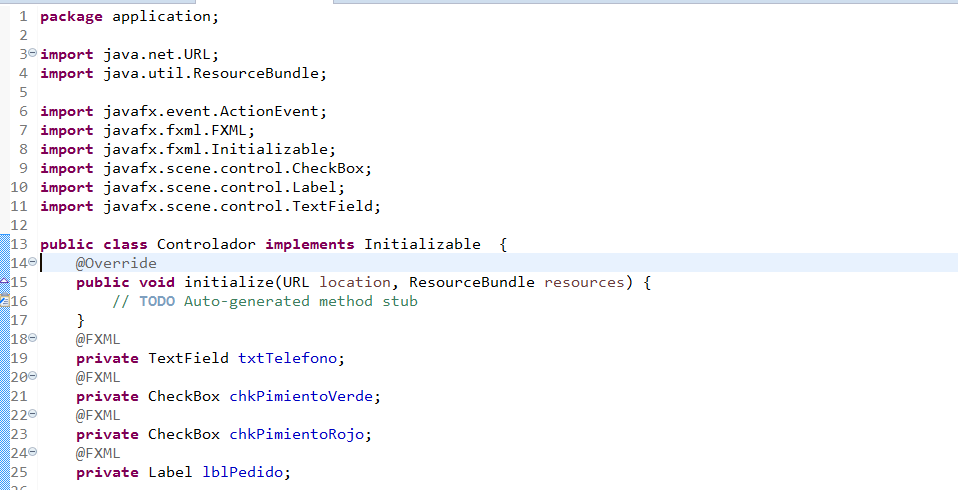 1 package application;
2
3 import java.net.URL;
4 import java.util.ResourceBundle;
5
6 import javafx.event.ActionEvent;
7 import javafx.fxml.FXML;
8 import javafx.fxml.Initializable;
9 import javafx.scene.control.CheckBox;
10 import javafx.scene.control.Label;
11 import javafx.scene.control.TextField;
12
13 public class Controlador implements Initializable  {
14     @Override
15     public void initialize(URL location, ResourceBundle resources) {
16         // TODO Auto-generated method stub
17     }
18     @FXML
19     private TextField txtTelefono;
20     @FXML
21     private CheckBox chkPimientoVerde;
22     @FXML
23     private CheckBox chkPimientoRojo;
24     @FXML
25     private Label lblPedido;